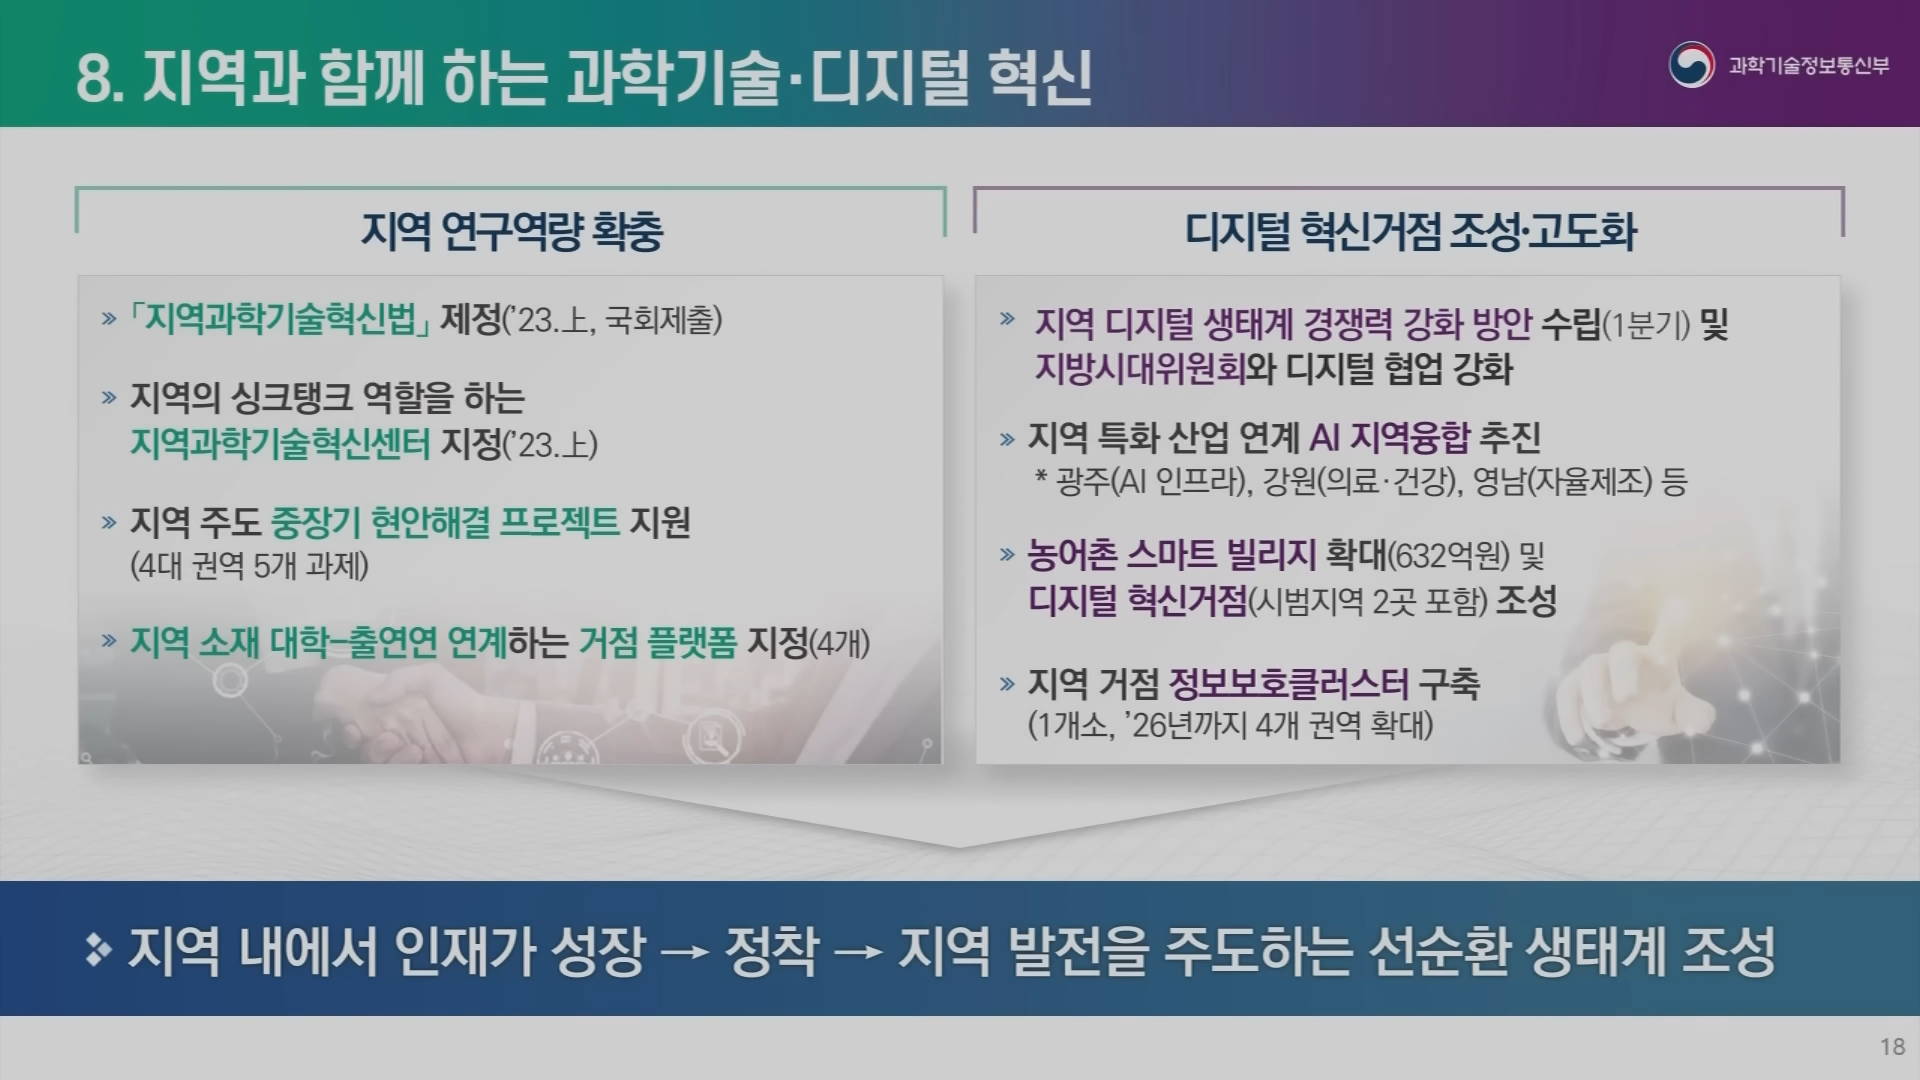 8. 지역과 함께 하는 과학기술·디지털 혁신
과학기술정보통신부
지역 연구역량 확충
» 「지역과학기술혁신법」 제정('23.上, 국회제출)
» 지역의 싱크탱크 역할을 하는
지역과학기술혁신센터 지정('23.上)
» 지역 주도 중장기 현안해결 프로젝트 지원
(4대 권역 5개 과제)
» 지역 소재 대학-출연연 연계하는 거점 플랫폼 지정(4개)
디지털 혁신거점 조성·고도화
» 지역 디지털 생태계 경쟁력 강화 방안 수립(1분기) 및
지방시대위원회와 디지털 협업 강화
» 지역 특화 산업 연계 AI 지역융합 추진
* 광주(AI 인프라), 강원(의료·건강), 영남(자율제조) 등
» 농어촌 스마트 빌리지 확대(632억원) 및
디지털 혁신거점(시범지역 2곳 포함) 조성
» 지역 거점 정보보호클러스터 구축
(1개소, '26년까지 4개 권역 확대)
❖ 지역 내에서 인재가 성장 → 정착 → 지역 발전을 주도하는 선순환 생태계 조성
18